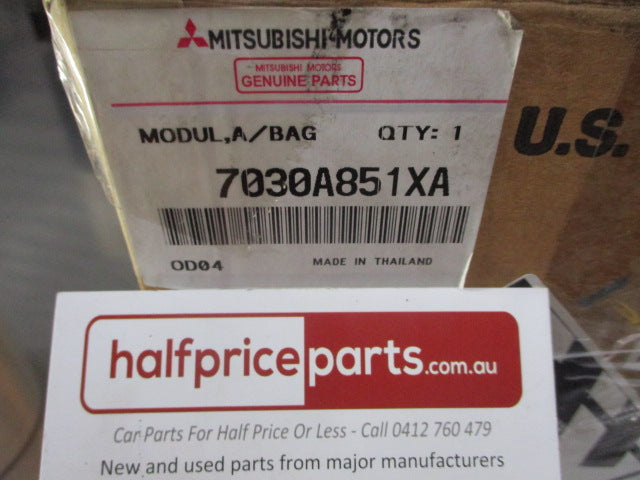 MITSUBISHI MOTORS
MITSUBISHI MOTORS
GENUINE PARTS
MODUL,A/BAG QTY: 1
7030A851XA
U.S.
OD04 MADE IN THAILAND
halfpriceparts.com.au
Car Parts For Half Price Or Less - Call 0412 760 479
New and used parts from major manufacturers